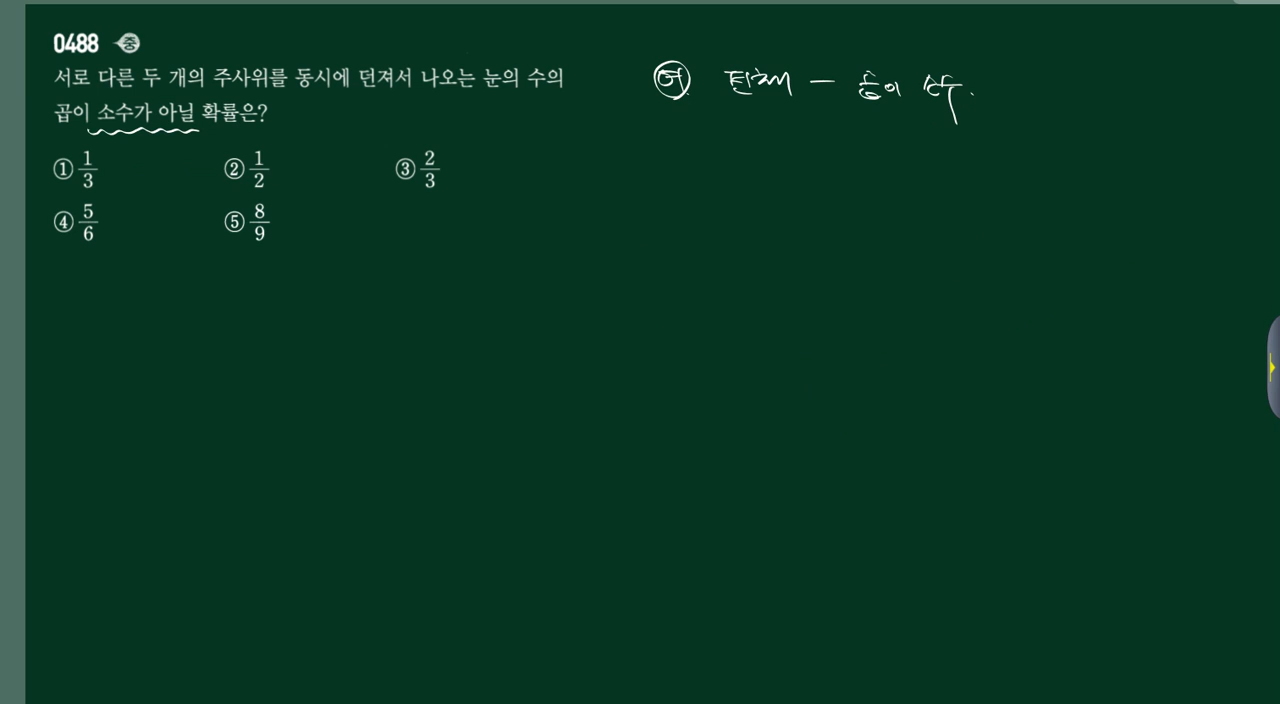 0488 중
서로 다른 두 개의 주사위를 동시에 던져서 나오는 눈의 수의
곱이 소수가 아닐 확률은?
① 1/3 ② 1/2 ③ 2/3
④ 5/6 ⑤ 8/9
여 전체 - 곱이 소수.